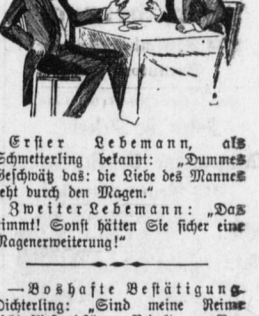 Erster Lebemann, als
Schmetterling bekannt: „Dummes
Geschwätz das: die Liebe des Mannes
geht durch den Magen.“
Zweiter Lebemann: „Das
stimmt! Sonst hätten Sie sicher eine
Magenerweiterung!“
— Boshafte Bestätigung.
Dichterling: „Sind meine Reime